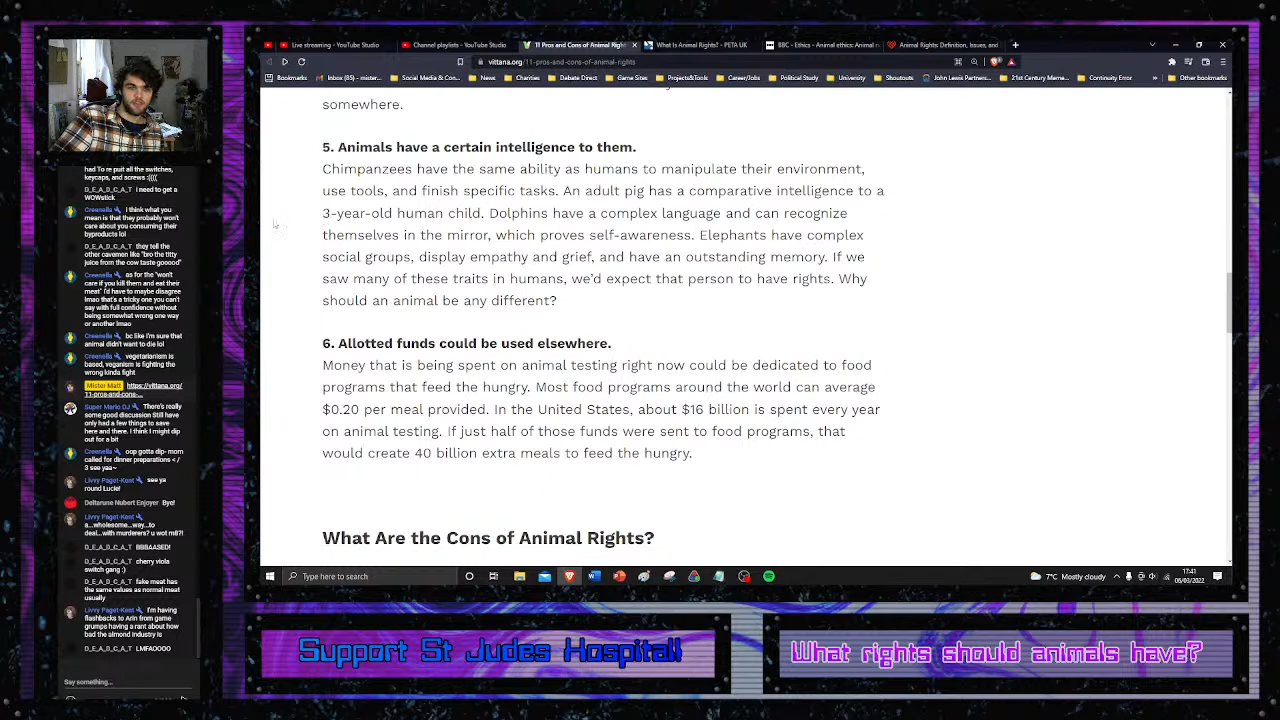 Live streaming - YouTube Studio
Channel playlists - YouTube Studio
11 Pros and Cons of Animal Righ
What Is Animal Rights? - PETA UK
BBC - Ethics - Animal ethics: Animal r
Animal Rights Definition, Issues, and
vittana.org/11-pros-and-cons-of-animal-rights
Bookmarks
Inbox (65) - mister...
Social Media & Co...
News
Charities
Debate Direct
Game Sites
Projects&Tools
Career/Jobs
Political-Study
University
Shoutouts
John Lewis Partners...
21st Century Meme...
Continuity Error
Other bookmarks
somewhere.
5. Animals have a certain intelligence to them.
Chimpanzees have the same ability as humans to manipulate their environment,
use tools, and finish specific tasks. An adult pig has a comparative intelligence to a
3-year-old human child. Dolphins have a complex language and can recognize
themselves in the mirror, which proves self-awareness. Elephants have complex
social groups, display empathy and grief, and have an outstanding memory. If we
saw many of these traits in humans, we'd expect that person to have rights. Why
should an animal be any different?
6. Allotted funds could be used elsewhere.
Money that is being spent on animal testing right now could be dedicated to food
programs that feed the hungry. Most food programs around the world can average
$0.20 per meal provided. In the United States, about $16 billion is spent every year
on animal testing. If just half of those funds were sent to food programs, that
would create 40 billion extra meals to feed the hungry.
What Are the Cons of Animal Rights?
Type here to search
7°C Mostly cloudy
17:41
06/03/2022
had To re pull all the switches,
keycaps, and screws :((((
D_E_A_D_C_A_T i need to get a
WOWstick
Creenella i think what you
mean is that they probably won't
care about you consuming their
byproducts lol
D_E_A_D_C_A_T they tell the
other cavemen like "bro the titty
juice from the cow taste gooood"
Creenella as for the "won't
care if you kill them and eat their
meat" i'd have to maybe disagree
lmao that's a tricky one you can't
say with full confidence without
being somewhat wrong one way
or another lmao
Creenella bc like I'm sure that
animal didn't want to die lol
Creenella vegetarianism is
based, veganism is fighting the
wrong kinda fight
Mister Matt https://vittana.org/
11-pros-and-cons-...
Super Mario DJ There's really
some good discussion Still have
only had a few things to save
here and there. I think I might dip
out for a bit
Creenella oop gotta dip- mom
called for dinner preparations < /
3 see yaa~
Livvy Paget-Kent see ya
round Lucie!
Deltarune Nubert Enjoyer Bye!
Livvy Paget-Kent
a...wholesome...way...to
deal...with murderers? u wot m8?!
D_E_A_D_C_A_T BBBAASED!
D_E_A_D_C_A_T cherry viola
switch gang :)
D_E_A_D_C_A_T fake meat has
the same values as normal meat
usually
Livvy Paget-Kent I'm having
flashbacks to Arin from game
grumps having a rant about how
bad the almond industry is
D_E_A_D_C_A_T LMFAOOOO
Say something...
Support St Judes Hospital!
What rights should animals have?